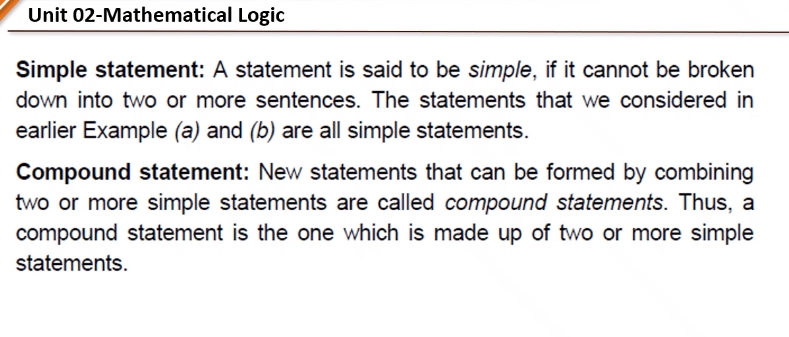 Unit 02-Mathematical Logic
Simple statement: A statement is said to be simple, if it cannot be broken
down into two or more sentences. The statements that we considered in
earlier Example (a) and (b) are all simple statements.
Compound statement: New statements that can be formed by combining
two or more simple statements are called compound statements. Thus, a
compound statement is the one which is made up of two or more simple
statements.